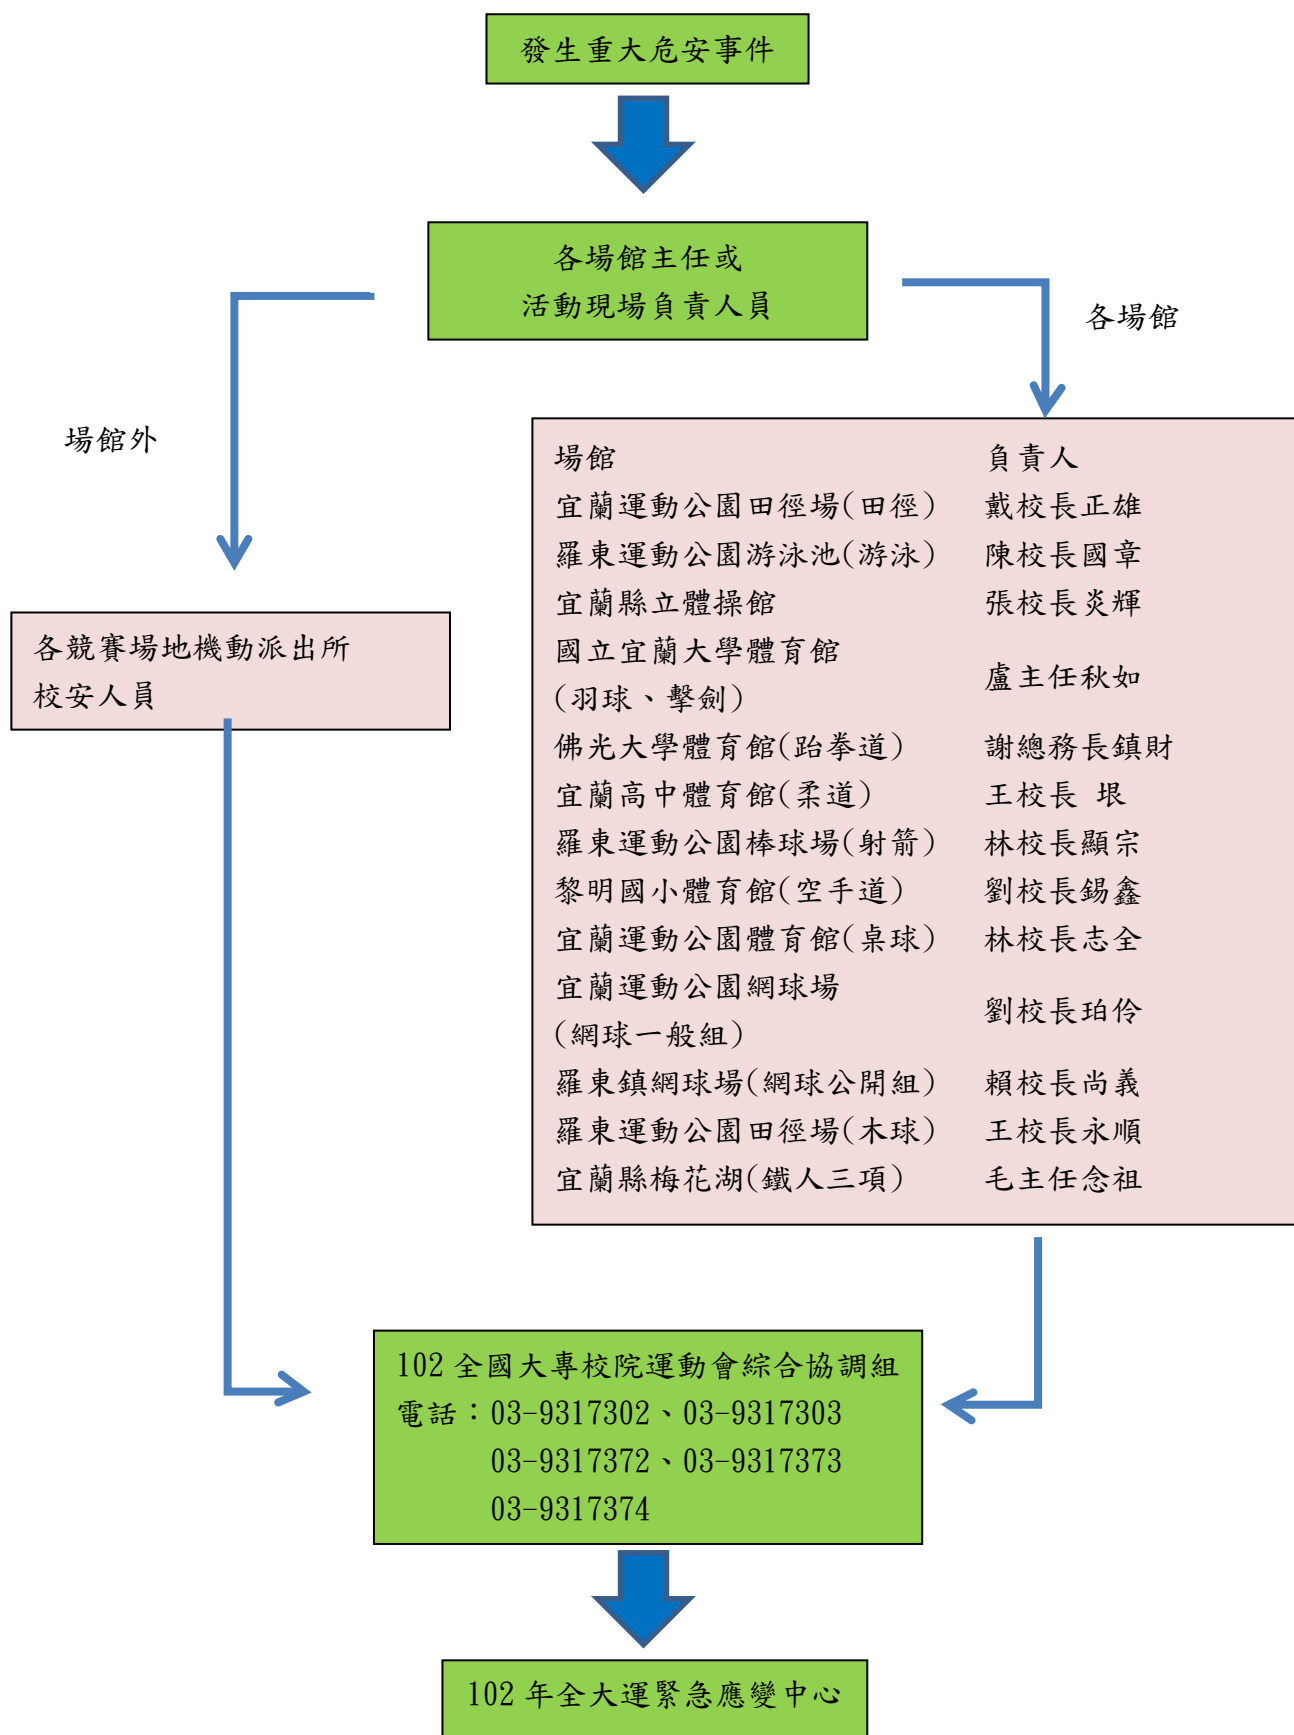 發生重大危安事件
各場館主任或
活動現場負責人員
各場館
場館外
場館 負責人
宜蘭運動公園田徑場(田徑) 戴校長正雄
羅東運動公園游泳池(游泳) 陳校長國章
宜蘭縣立體操館 張校長炎輝
國立宜蘭大學體育館
(羽球、擊劍) 盧主任秋如
佛光大學體育館(跆拳道) 謝總務長鎮財
宜蘭高中體育館(柔道) 王校長 垠
羅東運動公園棒球場(射箭) 林校長顯宗
黎明國小體育館(空手道) 劉校長錫鑫
宜蘭運動公園體育館(桌球) 林校長志全
宜蘭運動公園網球場
(網球一般組) 劉校長珀伶
羅東鎮網球場(網球公開組) 賴校長尚義
羅東運動公園田徑場(木球) 王校長永順
宜蘭縣梅花湖(鐵人三項) 毛主任念祖
各競賽場地機動派出所
校安人員
102 全國大專校院運動會綜合協調組
電話：03-9317302、03-9317303
03-9317372、03-9317373
03-9317374
102 年全大運緊急應變中心